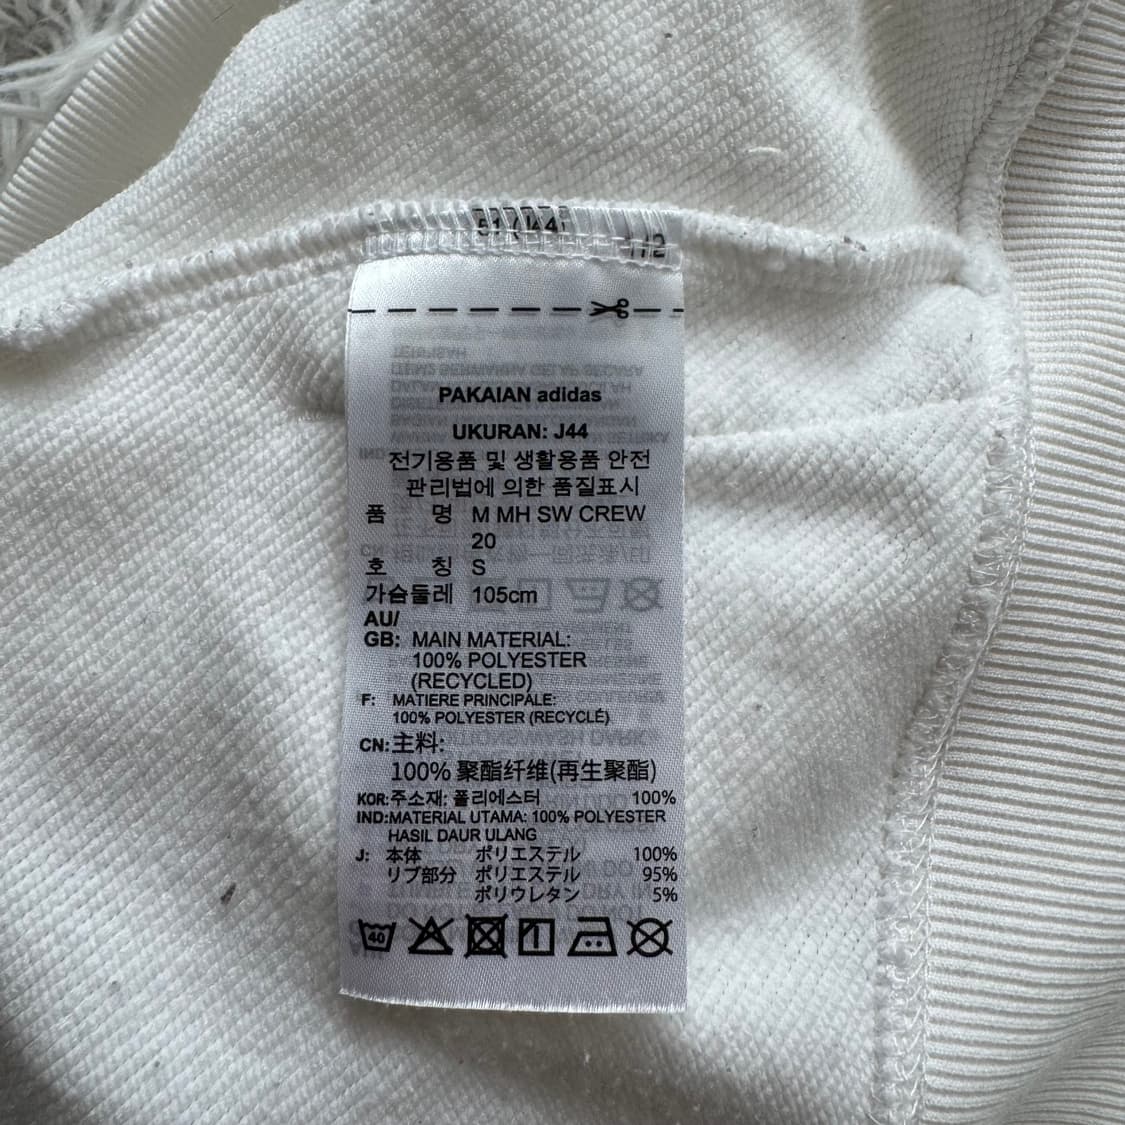 PAKAIAN adidas
UKURAN: J44
전기용품 및 생활용품 안전
관리법에 의한 품질표시
품 명 M MH SW CREW
20
호 칭 S
가슴둘레 105cm
AU/
GB: MAIN MATERIAL:
100% POLYESTER
(RECYCLED)
F: MATIERE PRINCIPALE:
100% POLYESTER (RECYCLÉ)
CN:主料:
100% 聚酯纤维(再生聚酯)
KOR:주소재: 폴리에스터 100%
IND:MATERIAL UTAMA: 100% POLYESTER
HASIL DAUR ULANG
J: 本体 ポリエステル 100%
リブ部分 ポリエステル 95%
ポリウレタン 5%
40